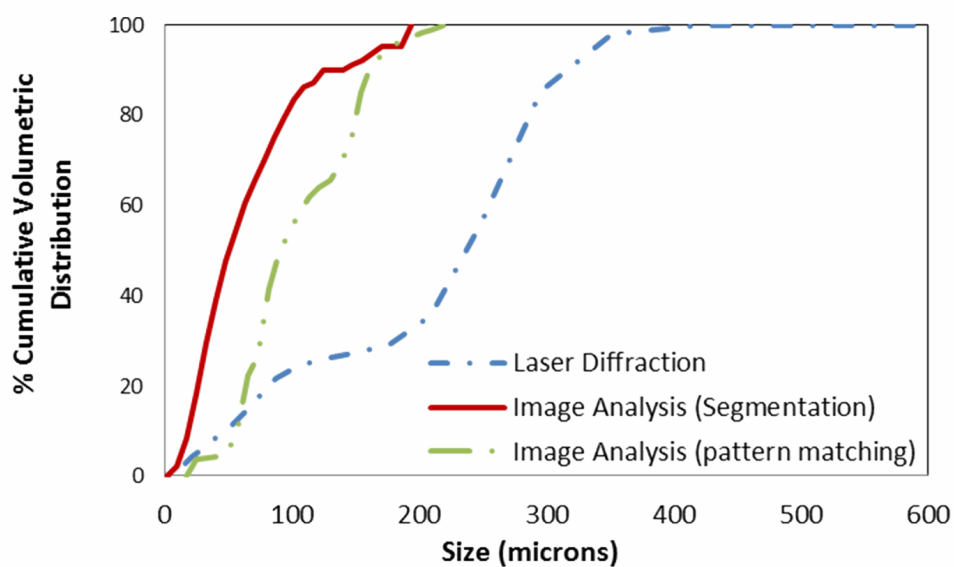 % Cumulative Volumetric
Distribution
100
80
60
40
20
0
Laser Diffraction
Image Analysis (Segmentation)
Image Analysis (pattern matching)
0 100 200 300 400 500 600
Size (microns)